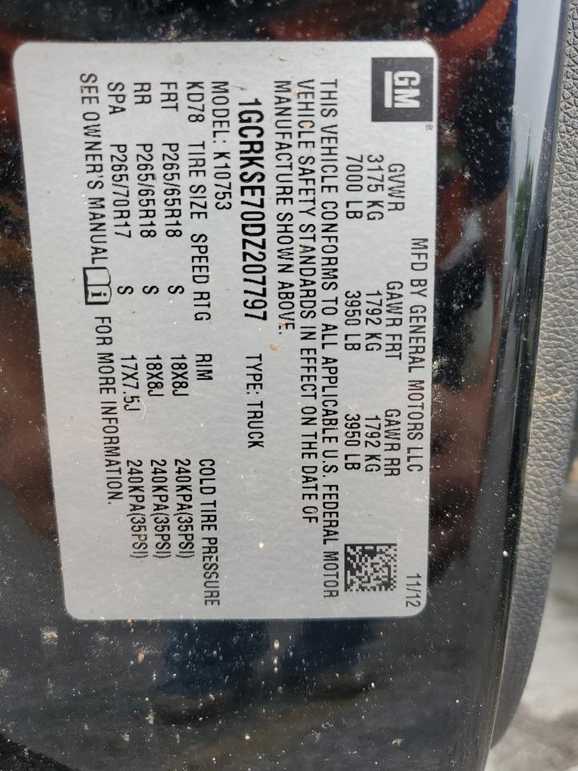 GM
MFD BY GENERAL MOTORS LLC 11/12
GVWR GAWR FRT GAWR RR
3175 KG 1792 KG 1792 KG
7000 LB 3950 LB 3950 LB
THIS VEHICLE CONFORMS TO ALL APPLICABLE U.S. FEDERAL MOTOR
VEHICLE SAFETY STANDARDS IN EFFECT ON THE DATE OF
MANUFACTURE SHOWN ABOVE.
1GCRKSE70DZ207797 TYPE: TRUCK
MODEL: K10753
KD78 TIRE SIZE SPEED RTG RIM COLD TIRE PRESSURE
FRT P265/65R18 S 18X8J 240KPA(35PSI)
RR P265/65R18 S 18X8J 240KPA(35PSI)
SPA P265/70R17 S 17X7.5J 240KPA(35PSI)
SEE OWNER'S MANUAL i FOR MORE INFORMATION.